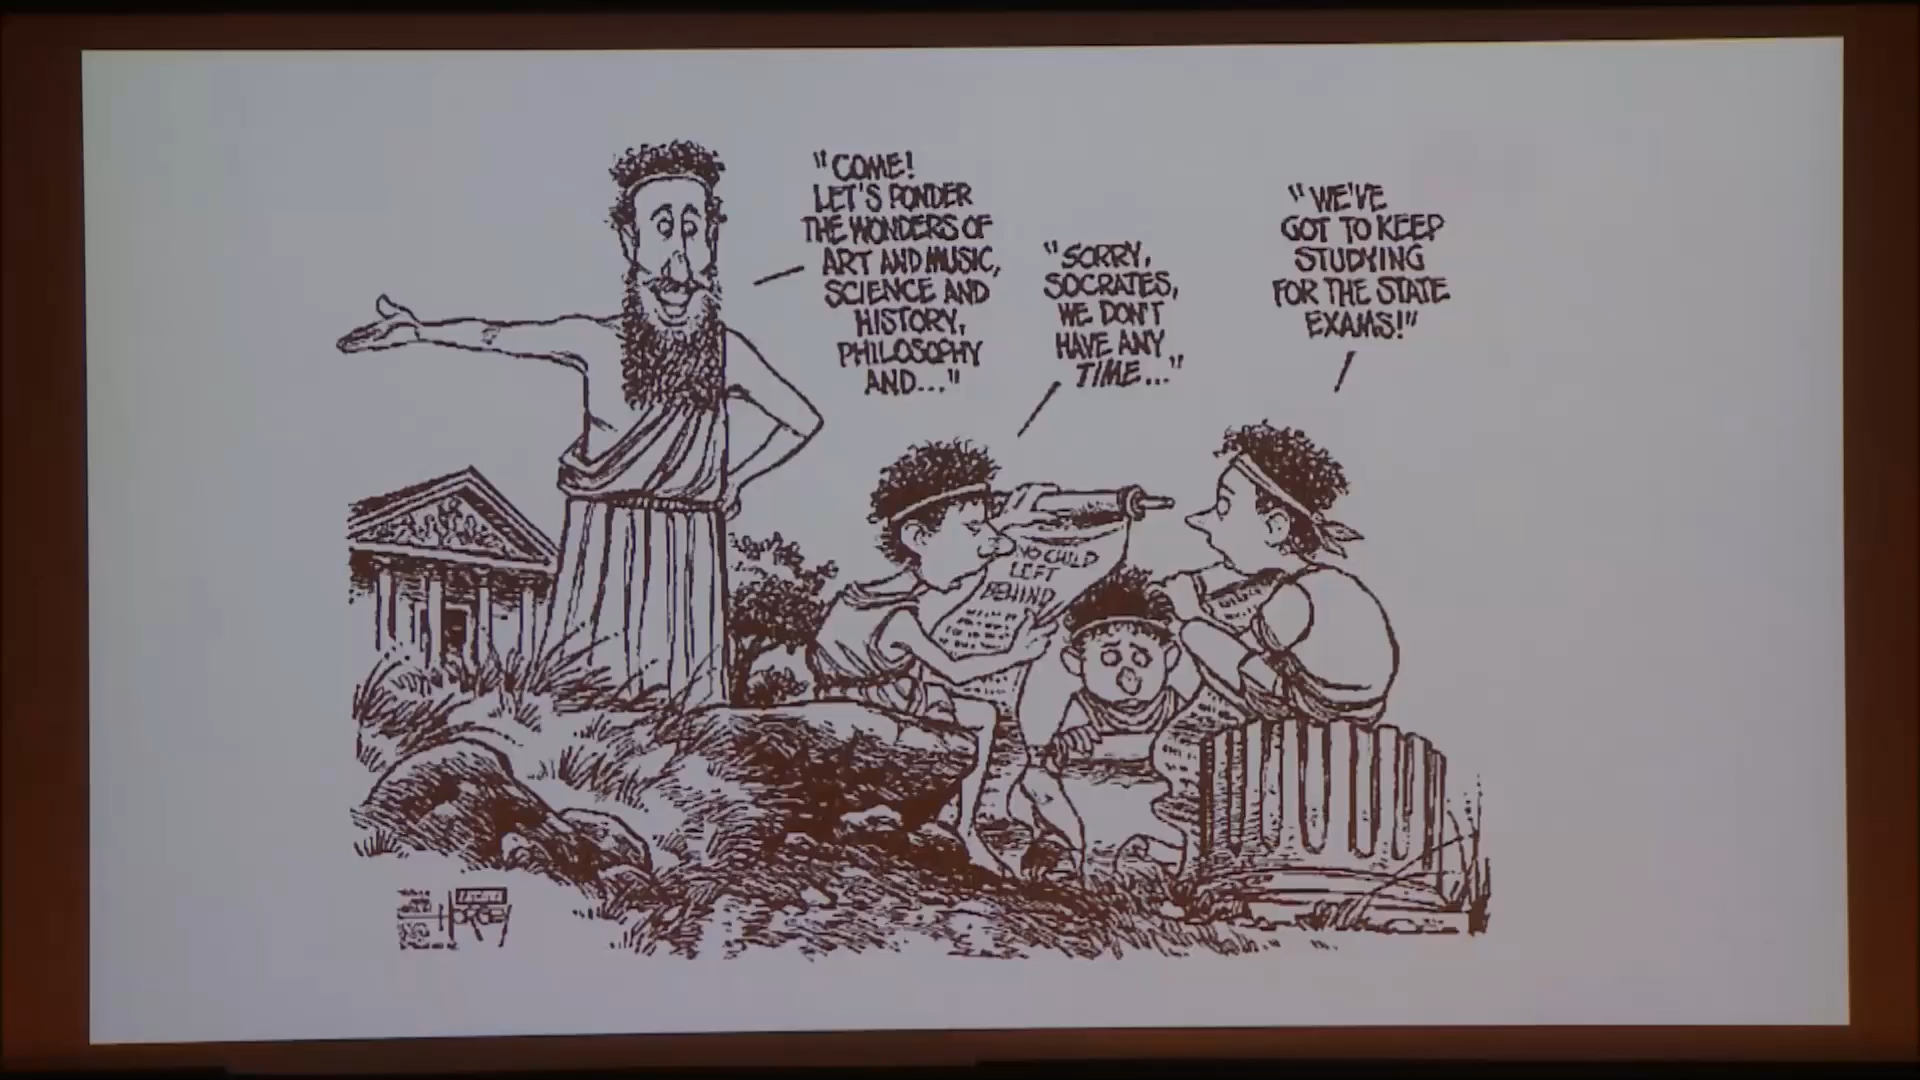 "COME!
LET'S PONDER
THE WONDERS OF
ART AND MUSIC,
SCIENCE AND
HISTORY,
PHILOSOPHY
AND..."
"SORRY,
SOCRATES,
WE DON'T
HAVE ANY
TIME..."
"WE'VE
GOT TO KEEP
STUDYING
FOR THE STATE
EXAMS!"
NO CHILD
LEFT
BEHIND
HORSEY